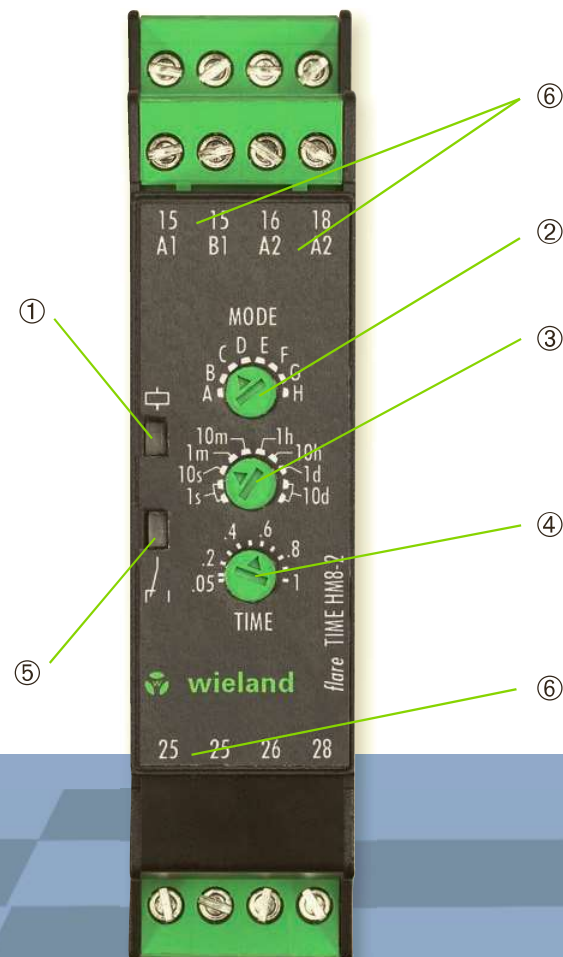 ⑥
15 15 16 18
A1 B1 A2 A2
②
①
MODE
③
A B C D E F G H
1s 10s 1m 10m 1h 10h 1d 10d
④
.05 .2 .4 .6 .8 1
TIME
flare TIME HM8-2
⑤
wieland
⑥
25 25 26 28